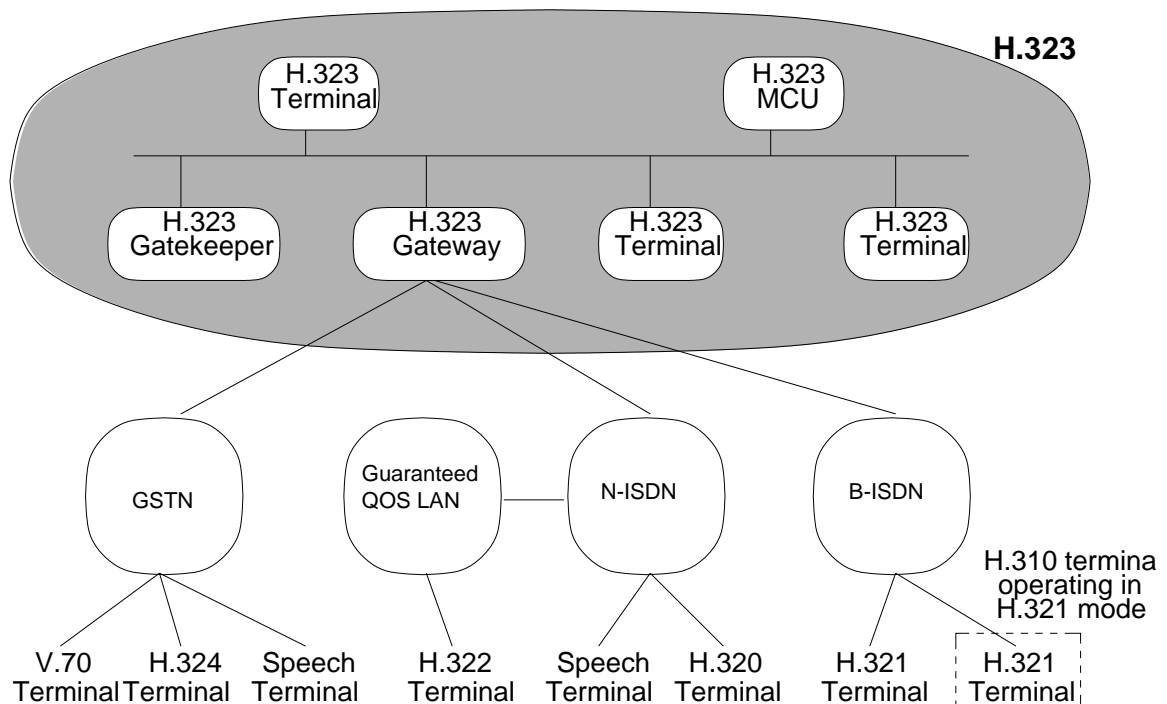 H.323
H.323
Terminal
H.323
MCU
H.323
Gatekeeper
H.323
Gateway
H.323
Terminal
H.323
Terminal
GSTN
Guaranteed
QOS LAN
N-ISDN
B-ISDN
H.310 termina
operating in
H.321 mode
V.70
Terminal
H.324
Terminal
Speech
Terminal
H.322
Terminal
Speech
Terminal
H.320
Terminal
H.321
Terminal
H.321
Terminal